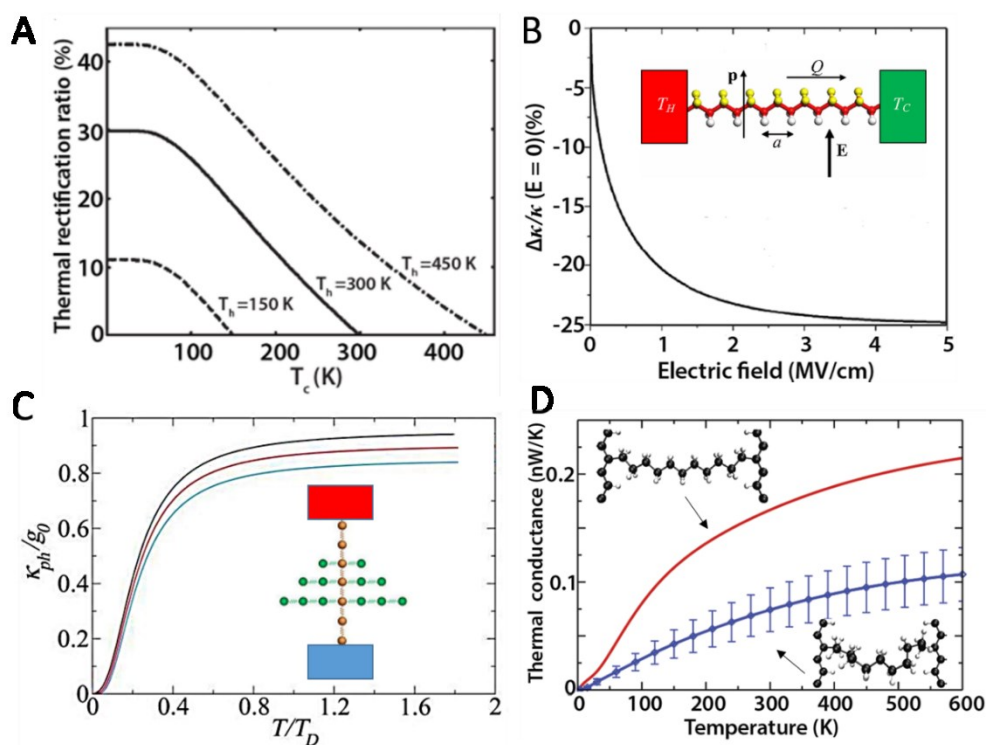 A
Thermal rectification ratio (%)
40
30
20
10
0
100
200
300
400
T_c (K)
T_h=150 K
T_h=300 K
T_h=450 K
B
Δκ/κ (E = 0)(%)
0
-5
-10
-15
-20
-25
0
1
2
3
4
5
Electric field (MV/cm)
T_H
p
Q
a
E
T_C
C
κ_ph/g_0
1
0.8
0.6
0.4
0.2
0
0
0.4
0.8
1.2
1.6
2
T/T_D
D
Thermal conductance (nW/K)
0.2
0.1
0
0
100
200
300
400
500
600
Temperature (K)